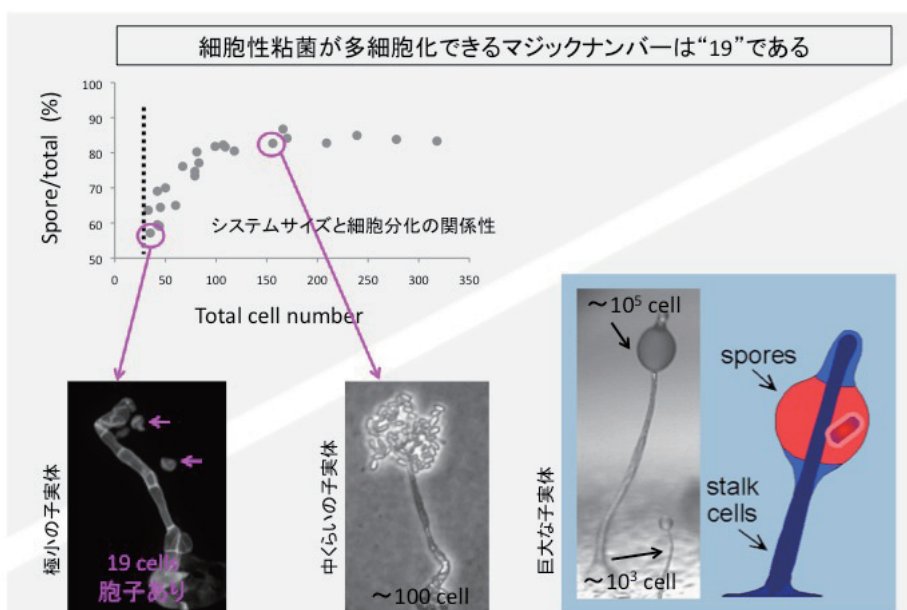 細胞性粘菌が多細胞化できるマジックナンバーは“19”である
Spore/total (%)
100
90
80
70
60
50
システムサイズと細胞分化の関係性
0
50
100
150
200
250
300
350
Total cell number
極小の子実体
19 cells
胞子あり
中くらいの子実体
～100 cell
巨大な子実体
～10⁵ cell
～10³ cell
spores
stalk
cells